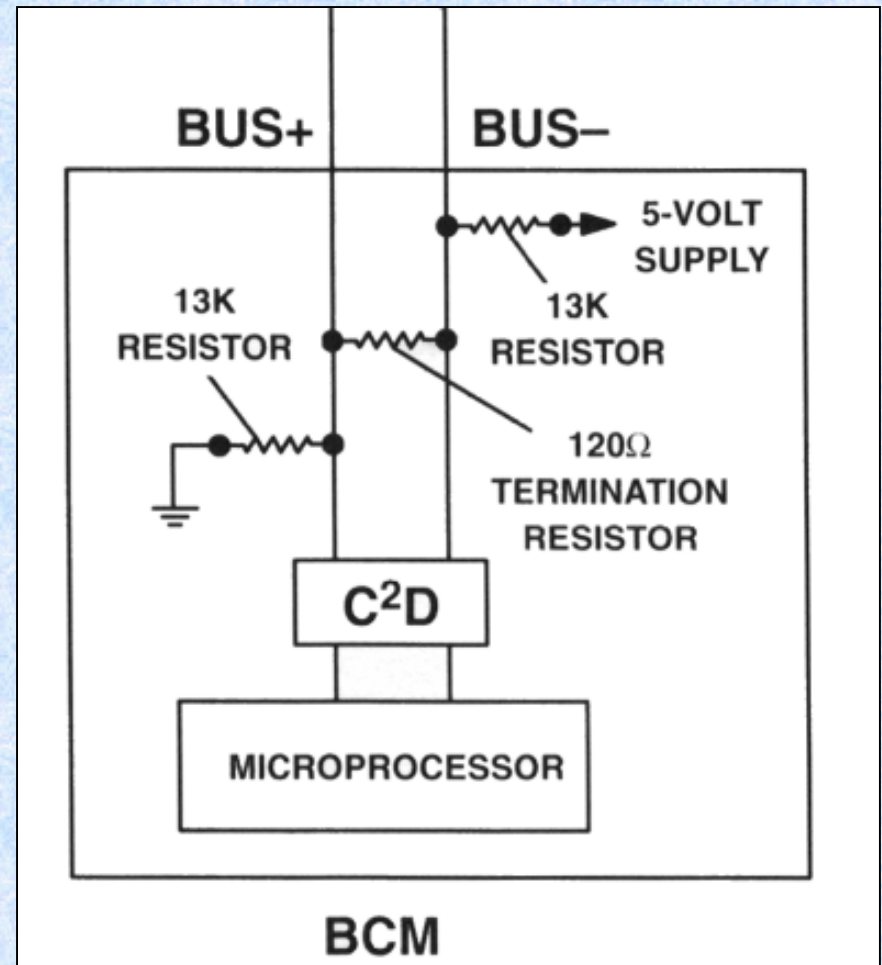 BUS+
BUS–
5-VOLT
SUPPLY
13K
RESISTOR
13K
RESISTOR
120Ω
TERMINATION
RESISTOR
C²D
MICROPROCESSOR
BCM